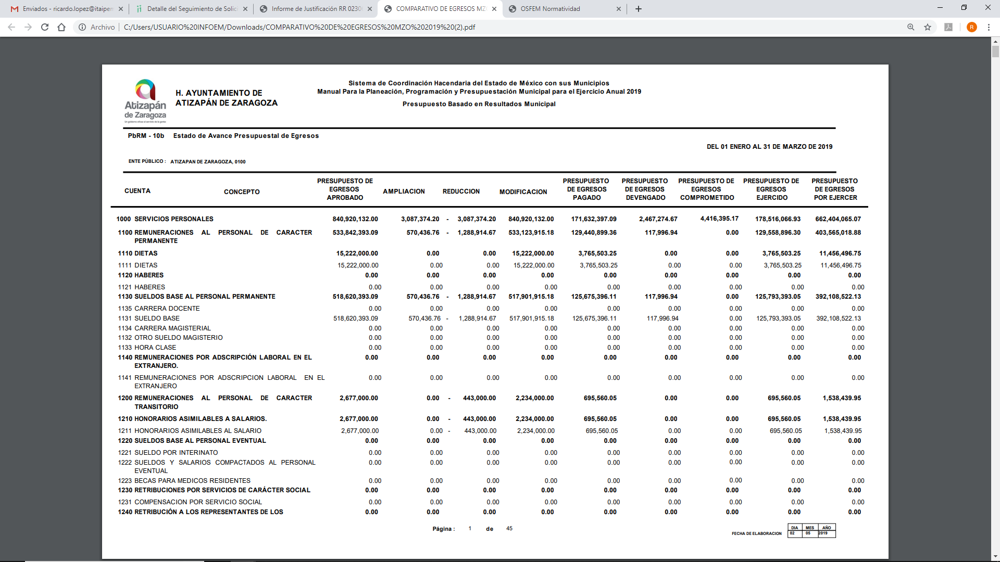 Enviados - ricardo.lopez@itaipem
Detalle del Seguimiento de Solici
Informe de Justificación RR 0230
COMPARATIVO DE EGRESOS MZ
OSFEM Normatividad
Archivo C:/Users/USUARIO%20INFOEM/Downloads/COMPARATIVO%20DE%20EGRESOS%20MZO%202019%20(2).pdf
R
Atizapán
de Zaragoza
H. AYUNTAMIENTO DE
ATIZAPÁN DE ZARAGOZA
Sistema de Coordinación Hacendaria del Estado de México con sus Municipios
Manual Para la Planeación, Programación y Presupuestación Municipal para el Ejercicio Anual 2019
Presupuesto Basado en Resultados Municipal
PbRM - 10b Estado de Avance Presupuestal de Egresos
DEL 01 ENERO AL 31 DE MARZO DE 2019
ENTE PÚBLICO : ATIZAPAN DE ZARAGOZA, 0100
CUENTA CONCEPTO PRESUPUESTO DE EGRESOS APROBADO AMPLIACION REDUCCION MODIFICACION PRESUPUESTO DE EGRESOS PAGADO PRESUPUESTO DE EGRESOS DEVENGADO PRESUPUESTO DE EGRESOS COMPROMETIDO PRESUPUESTO DE EGRESOS EJERCIDO PRESUPUESTO DE EGRESOS POR EJERCER
1000 SERVICIOS PERSONALES 840,920,132.00 3,087,374.20 - 3,087,374.20 840,920,132.00 171,632,397.09 2,467,274.67 4,416,395.17 178,516,066.93 662,404,065.07
1100 REMUNERACIONES AL PERSONAL DE CARACTER 533,842,393.09 570,436.76 - 1,288,914.67 533,123,915.18 129,440,899.36 117,996.94 0.00 129,558,896.30 403,565,018.88
PERMANENTE
1110 DIETAS 15,222,000.00 0.00 0.00 15,222,000.00 3,765,503.25 0.00 0.00 3,765,503.25 11,456,496.75
1111 DIETAS 15,222,000.00 0.00 0.00 15,222,000.00 3,765,503.25 0.00 0.00 3,765,503.25 11,456,496.75
1120 HABERES 0.00 0.00 0.00 0.00 0.00 0.00 0.00 0.00 0.00
1121 HABERES 0.00 0.00 0.00 0.00 0.00 0.00 0.00 0.00 0.00
1130 SUELDOS BASE AL PERSONAL PERMANENTE 518,620,393.09 570,436.76 - 1,288,914.67 517,901,915.18 125,675,396.11 117,996.94 0.00 125,793,393.05 392,108,522.13
1135 CARRERA DOCENTE 0.00 0.00 0.00 0.00 0.00 0.00 0.00 0.00 0.00
1131 SUELDO BASE 518,620,393.09 570,436.76 - 1,288,914.67 517,901,915.18 125,675,396.11 117,996.94 0.00 125,793,393.05 392,108,522.13
1134 CARRERA MAGISTERIAL 0.00 0.00 0.00 0.00 0.00 0.00 0.00 0.00 0.00
1132 OTRO SUELDO MAGISTERIO 0.00 0.00 0.00 0.00 0.00 0.00 0.00 0.00 0.00
1133 HORA CLASE 0.00 0.00 0.00 0.00 0.00 0.00 0.00 0.00 0.00
1140 REMUNERACIONES POR ADSCRIPCIÓN LABORAL EN EL 0.00 0.00 0.00 0.00 0.00 0.00 0.00 0.00 0.00
EXTRANJERO.
1141 REMUNERACIONES POR ADSCRIPCION LABORAL EN EL 0.00 0.00 0.00 0.00 0.00 0.00 0.00 0.00 0.00
EXTRANJERO
1200 REMUNERACIONES AL PERSONAL DE CARACTER 2,677,000.00 0.00 - 443,000.00 2,234,000.00 695,560.05 0.00 0.00 695,560.05 1,538,439.95
TRANSITORIO
1210 HONORARIOS ASIMILABLES A SALARIOS. 2,677,000.00 0.00 - 443,000.00 2,234,000.00 695,560.05 0.00 0.00 695,560.05 1,538,439.95
1211 HONORARIOS ASIMILABLES AL SALARIO 2,677,000.00 0.00 - 443,000.00 2,234,000.00 695,560.05 0.00 0.00 695,560.05 1,538,439.95
1220 SUELDOS BASE AL PERSONAL EVENTUAL 0.00 0.00 0.00 0.00 0.00 0.00 0.00 0.00 0.00
1221 SUELDO POR INTERINATO 0.00 0.00 0.00 0.00 0.00 0.00 0.00 0.00 0.00
1222 SUELDOS Y SALARIOS COMPACTADOS AL PERSONAL 0.00 0.00 0.00 0.00 0.00 0.00 0.00 0.00 0.00
EVENTUAL
1223 BECAS PARA MEDICOS RESIDENTES 0.00 0.00 0.00 0.00 0.00 0.00 0.00 0.00 0.00
1230 RETRIBUCIONES POR SERVICIOS DE CARÁCTER SOCIAL 0.00 0.00 0.00 0.00 0.00 0.00 0.00 0.00 0.00
1231 COMPENSACION POR SERVICIO SOCIAL 0.00 0.00 0.00 0.00 0.00 0.00 0.00 0.00 0.00
1240 RETRIBUCIÓN A LOS REPRESENTANTES DE LOS 0.00 0.00 0.00 0.00 0.00 0.00 0.00 0.00 0.00
Página : 1 de 45
FECHA DE ELABORACION
DIA MES AÑO
02 05 2019